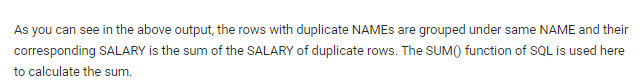 As you can see in the above output, the rows with duplicate NAMEs are grouped under same NAME and their
corresponding SALARY is the sum of the SALARY of duplicate rows. The SUM() function of SQL is used here
to calculate the sum.